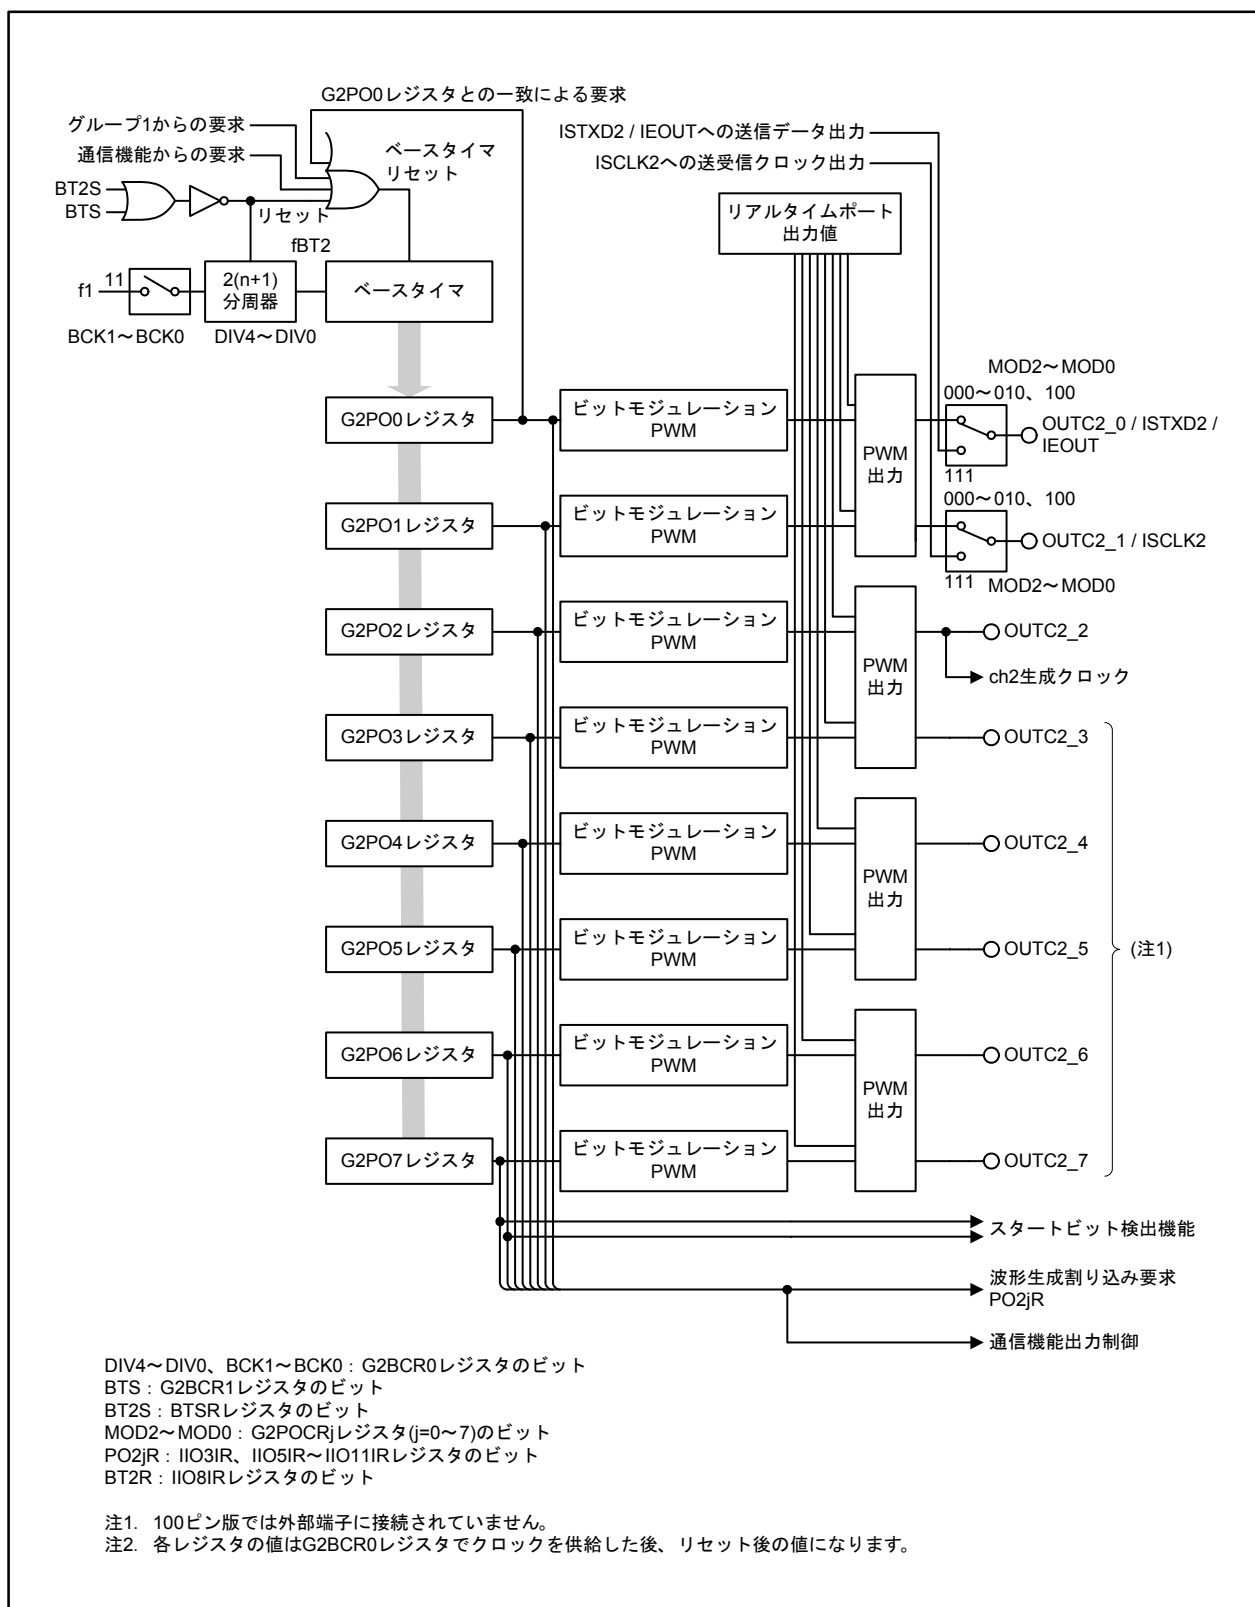 G2PO0レジスタとの一致による要求
グループ1からの要求
通信機能からの要求
BT2S
BTS
リセット
ベースタイマ
リセット
fBT2
f1
11
2(n+1)
分周器
ベースタイマ
BCK1～BCK0
DIV4～DIV0
ISTXD2 / IEOUTへの送信データ出力
ISCLK2への送受信クロック出力
リアルタイムポート
出力値
G2PO0レジスタ
ビットモジュレーション
PWM
PWM
出力
MOD2～MOD0
000～010、100
OUTC2_0 / ISTXD2 /
IEOUT
111
G2PO1レジスタ
ビットモジュレーション
PWM
000～010、100
OUTC2_1 / ISCLK2
111
MOD2～MOD0
G2PO2レジスタ
ビットモジュレーション
PWM
PWM
出力
OUTC2_2
ch2生成クロック
G2PO3レジスタ
ビットモジュレーション
PWM
OUTC2_3
G2PO4レジスタ
ビットモジュレーション
PWM
PWM
出力
OUTC2_4
G2PO5レジスタ
ビットモジュレーション
PWM
OUTC2_5
(注1)
G2PO6レジスタ
ビットモジュレーション
PWM
PWM
出力
OUTC2_6
G2PO7レジスタ
ビットモジュレーション
PWM
OUTC2_7
スタートビット検出機能
波形生成割り込み要求
PO2jR
通信機能出力制御
DIV4～DIV0、BCK1～BCK0：G2BCR0レジスタのビット
BTS：G2BCR1レジスタのビット
BT2S：BTSRレジスタのビット
MOD2～MOD0：G2POCRjレジスタ(j=0～7)のビット
PO2jR：IIO3IR、IIO5IR～IIO11IRレジスタのビット
BT2R：IIO8IRレジスタのビット
注1. 100ピン版では外部端子に接続されていません。
注2. 各レジスタの値はG2BCR0レジスタでクロックを供給した後、リセット後の値になります。